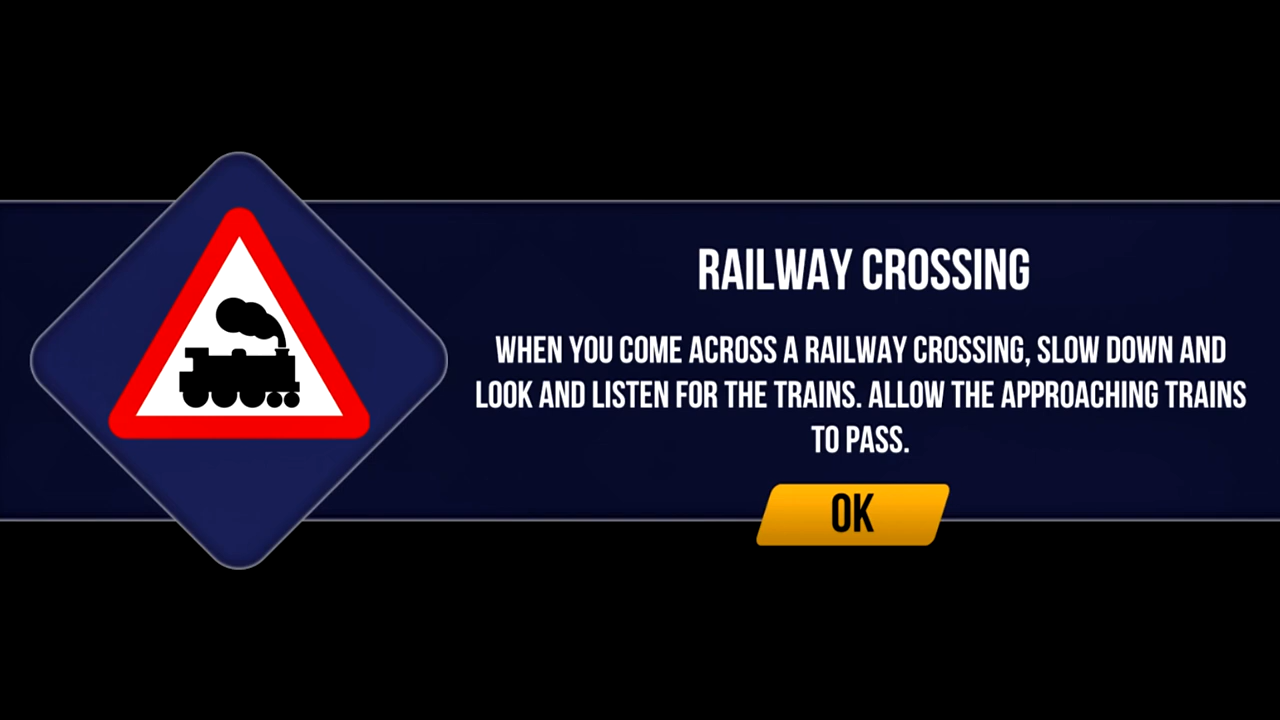 RAILWAY CROSSING
WHEN YOU COME ACROSS A RAILWAY CROSSING, SLOW DOWN AND
LOOK AND LISTEN FOR THE TRAINS. ALLOW THE APPROACHING TRAINS
TO PASS.
OK